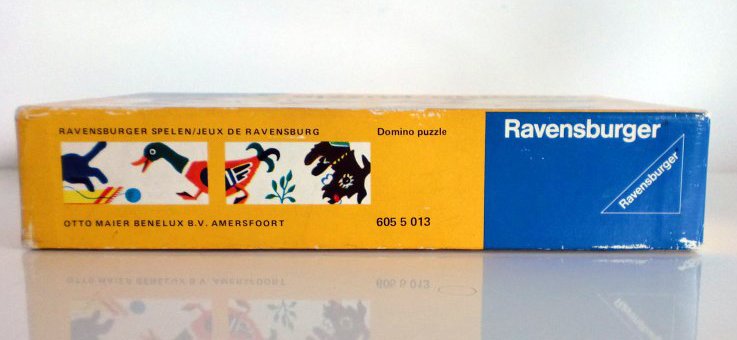 RAVENSBURGER SPELEN/JEUX DE RAVENSBURG
Domino puzzle
OTTO MAIER BENELUX B.V. AMERSFOORT
605 5 013
Ravensburger
Ravensburger